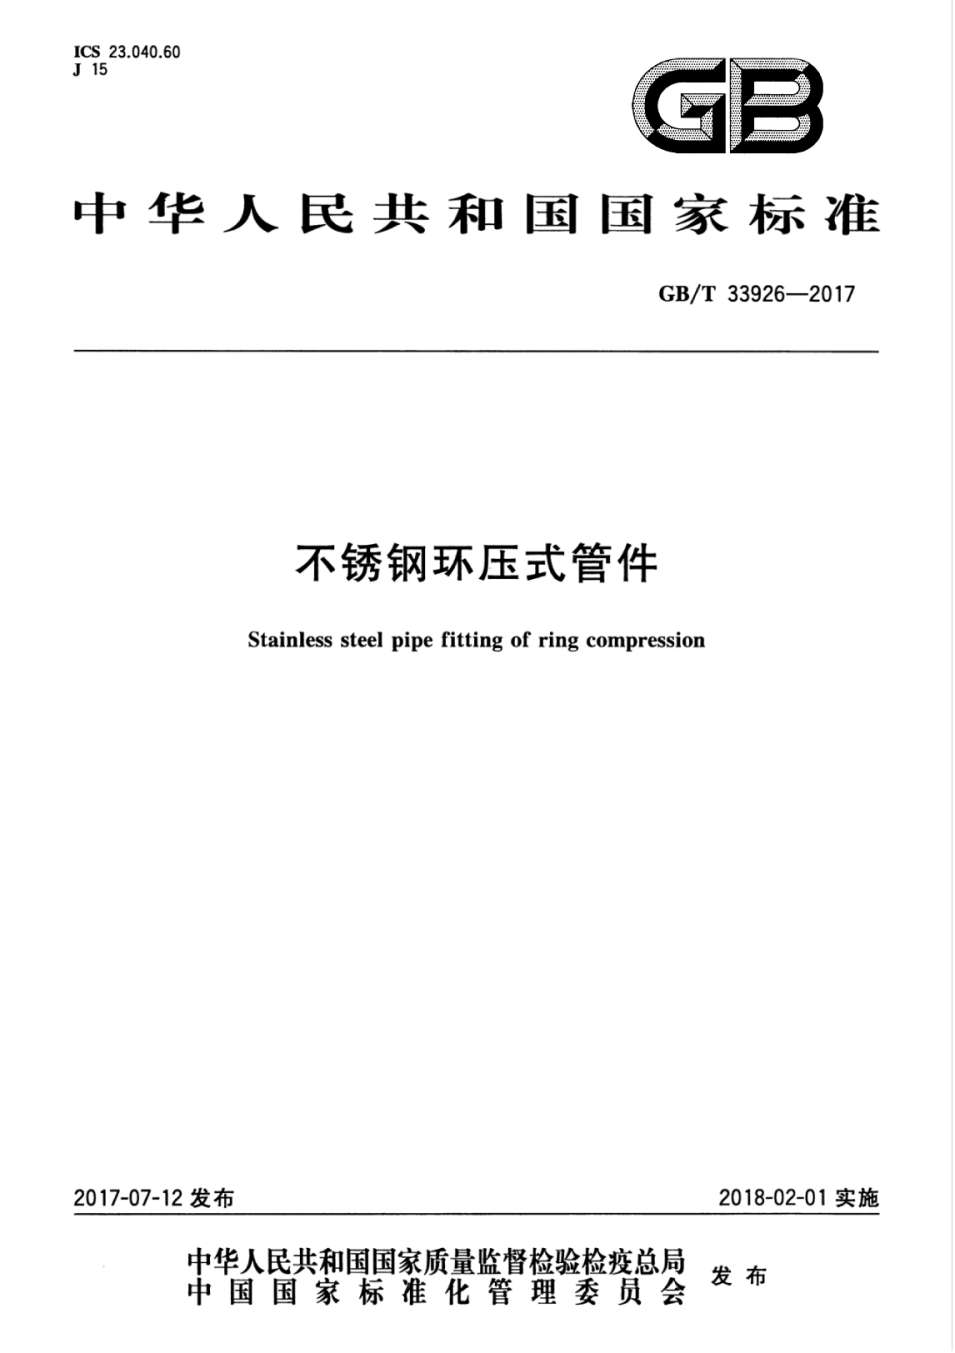 ICS 23.040.60
J 15
GB
中华人民共和国国家标准
GB/T 33926—2017
不锈钢环压式管件
Stainless steel pipe fitting of ring compression
2017-07-12 发布
2018-02-01 实施
中华人民共和国国家质量监督检验检疫总局
中国国家标准化管理委员会
发布